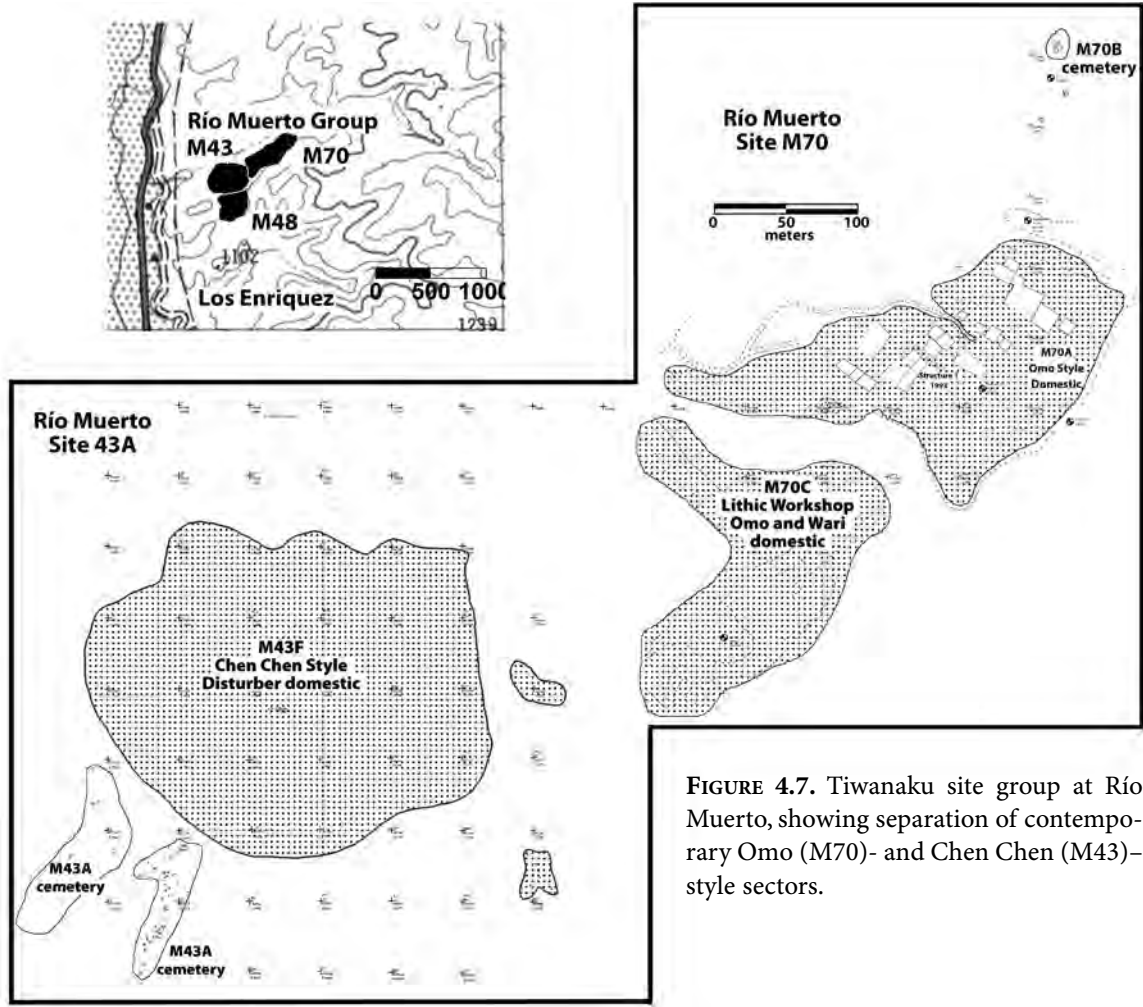 Río Muerto Group
M43
M70
M48
1102
Los Enriquez
0 500 1000
1239
M70B
cemetery
Río Muerto
Site M70
0 50 100
meters
M70A
Omo Style
Domestic
Structure
M70C
Lithic Workshop
Omo and Wari
domestic
Río Muerto
Site 43A
M43F
Chen Chen Style
Disturber domestic
M43A
cemetery
M43A
cemetery
FIGURE 4.7. Tiwanaku site group at Río
Muerto, showing separation of contempo-
rary Omo (M70)- and Chen Chen (M43)–
style sectors.